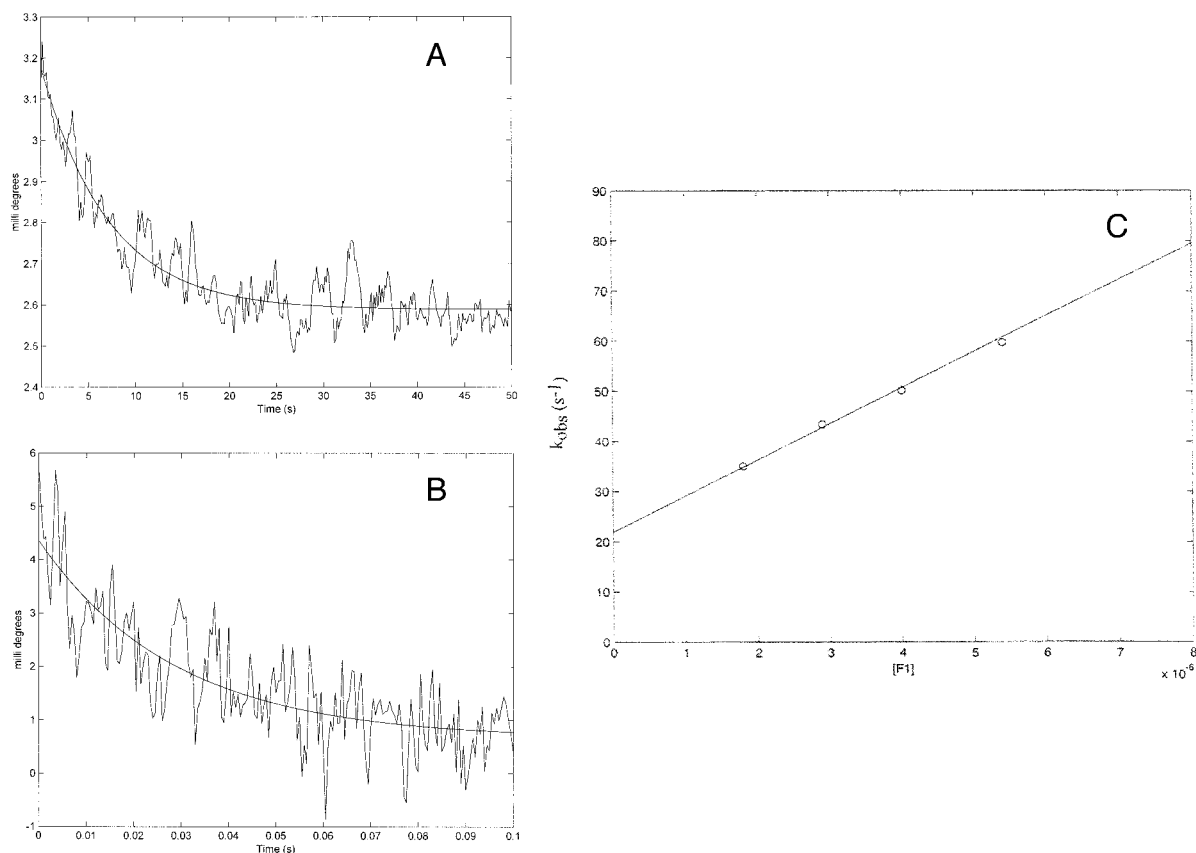 A
3.3
3.2
3.1
3
2.9
2.8
2.7
2.6
2.5
2.4
milli degrees
0 5 10 15 20 25 30 35 40 45 50
Time (s)
B
6
5
4
3
2
1
0
-1
milli degrees
0 0.01 0.02 0.03 0.04 0.05 0.06 0.07 0.08 0.09 0.1
Time (s)
C
90
80
70
60
50
40
30
20
10
0
kobs (s-1)
0 1 2 3 4 5 6 7 8
[F1]
x 10-6